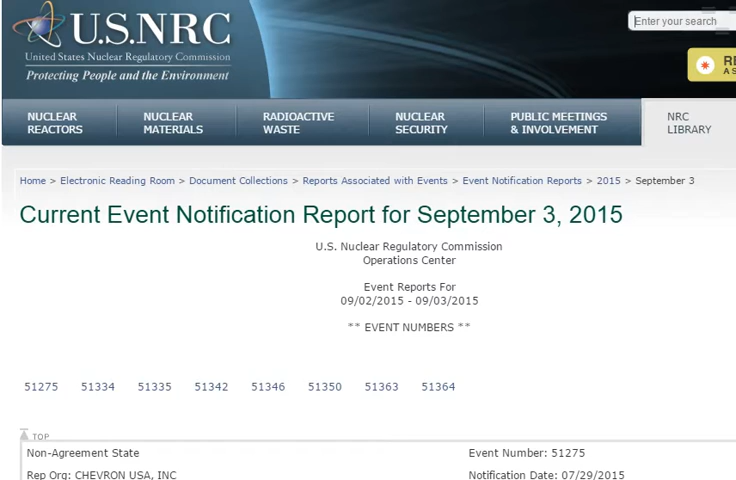 U.S.NRC
United States Nuclear Regulatory Commission
Protecting People and the Environment
Enter your search
NUCLEAR REACTORS
NUCLEAR MATERIALS
RADIOACTIVE WASTE
NUCLEAR SECURITY
PUBLIC MEETINGS & INVOLVEMENT
NRC LIBRARY
Home > Electronic Reading Room > Document Collections > Reports Associated with Events > Event Notification Reports > 2015 > September 3
Current Event Notification Report for September 3, 2015
U.S. Nuclear Regulatory Commission
Operations Center
Event Reports For
09/02/2015 - 09/03/2015
** EVENT NUMBERS **
51275 51334 51335 51342 51346 51350 51363 51364
TOP
Non-Agreement State Event Number: 51275
Rep Org: CHEVRON USA, INC Notification Date: 07/29/2015